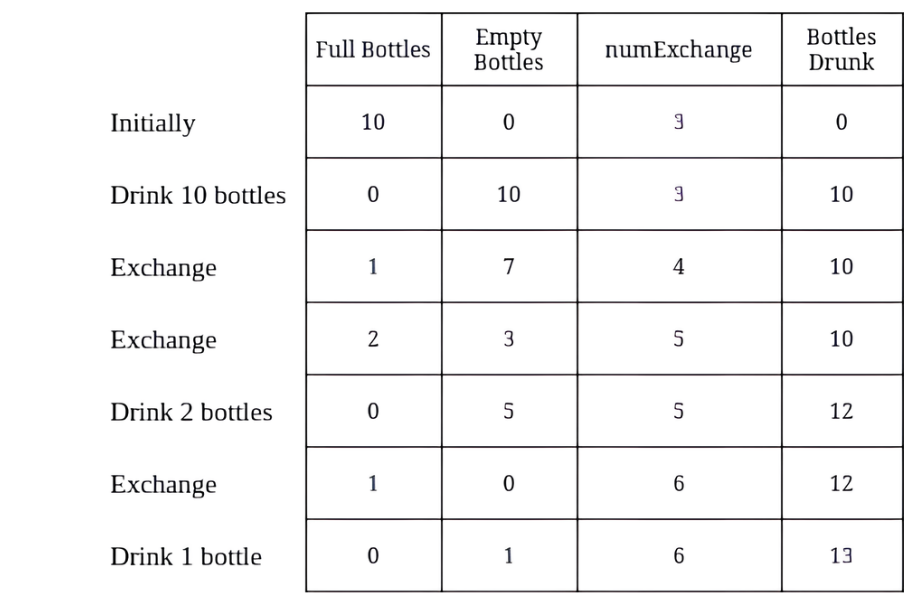 Full Bottles Empty Bottles numExchange Bottles Drunk
Initially 10 0 3 0
Drink 10 bottles 0 10 3 10
Exchange 1 7 4 10
Exchange 2 3 5 10
Drink 2 bottles 0 5 5 12
Exchange 1 0 6 12
Drink 1 bottle 0 1 6 13